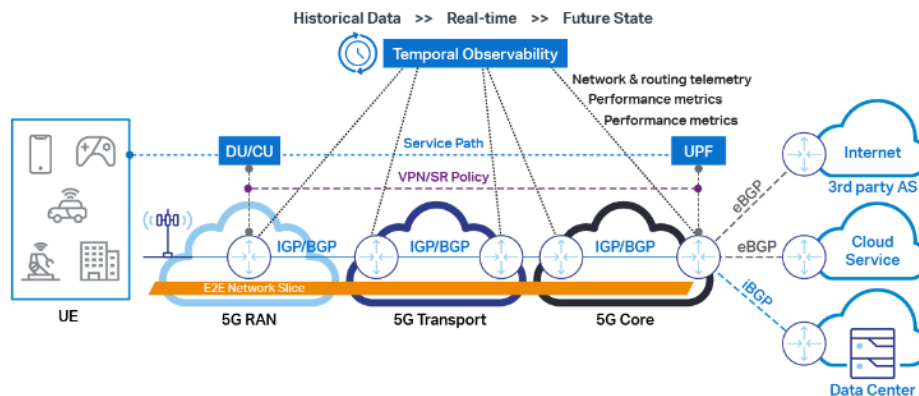 Historical Data >> Real-time >> Future State
Temporal Observability
Network & routing telemetry
Performance metrics
Performance metrics
DU/CU
Service Path
UPF
VPN/SR Policy
Internet
3rd party AS
eBGP
IGP/BGP
IGP/BGP
IGP/BGP
eBGP
Cloud
Service
E2E Network Slice
iBGP
UE
5G RAN
5G Transport
5G Core
Data Center